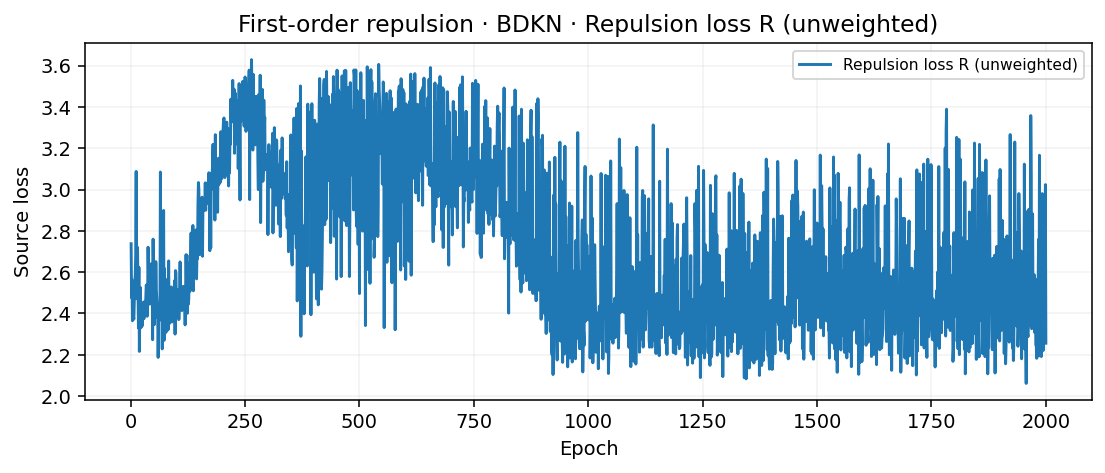 First-order repulsion · BDKN · Repulsion loss R (unweighted)
Repulsion loss R (unweighted)
Source loss
3.6
3.4
3.2
3.0
2.8
2.6
2.4
2.2
2.0
0 250 500 750 1000 1250 1500 1750 2000
Epoch